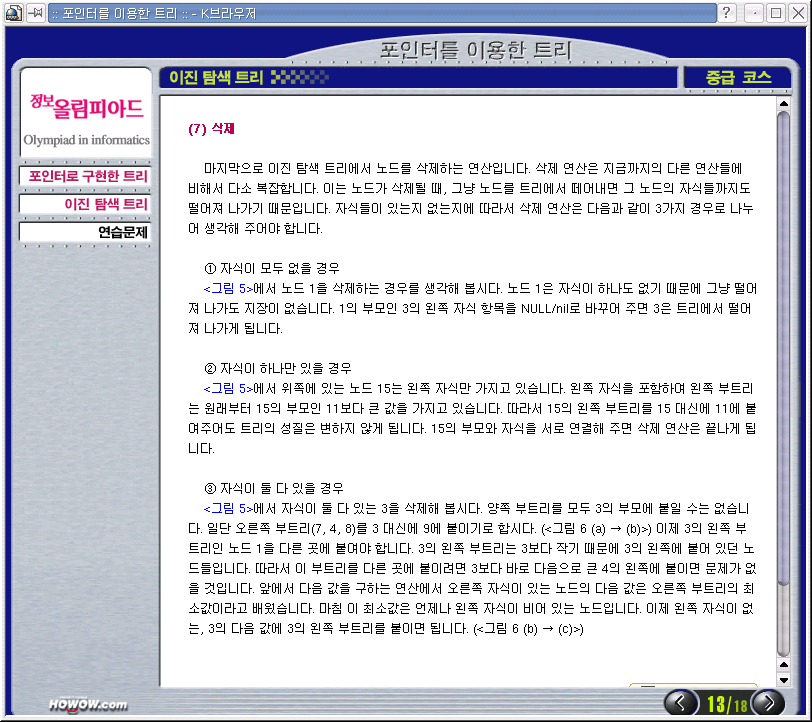 :: 포인터를 이용한 트리 :: - K브라우저
포인터를 이용한 트리
이진 탐색 트리
중급 코스
정보올림피아드
Olympiad in informatics
포인터로 구현한 트리
이진 탐색 트리
연습문제
(7) 삭제
마지막으로 이진 탐색 트리에서 노드를 삭제하는 연산입니다. 삭제 연산은 지금까지의 다른 연산들에
비해서 다소 복잡합니다. 이는 노드가 삭제될 때, 그냥 노드를 트리에서 떼어내면 그 노드의 자식들까지도
떨어져 나가기 때문입니다. 자식들이 있는지 없는지에 따라서 삭제 연산은 다음과 같이 3가지 경우로 나누
어 생각해 주어야 합니다.
① 자식이 모두 없을 경우
<그림 5>에서 노드 1을 삭제하는 경우를 생각해 봅시다. 노드 1은 자식이 하나도 없기 때문에 그냥 떨어
져 나가도 지장이 없습니다. 1의 부모인 3의 왼쪽 자식 항목을 NULL/nil로 바꾸어 주면 3은 트리에서 떨어
져 나가게 됩니다.
② 자식이 하나만 있을 경우
<그림 5>에서 위쪽에 있는 노드 15는 왼쪽 자식만 가지고 있습니다. 왼쪽 자식을 포함하여 왼쪽 부트리
는 원래부터 15의 부모인 11보다 큰 값을 가지고 있습니다. 따라서 15의 왼쪽 부트리를 15 대신에 11에 붙
여주어도 트리의 성질은 변하지 않게 됩니다. 15의 부모와 자식을 서로 연결해 주면 삭제 연산은 끝나게 됩
니다.
③ 자식이 둘 다 있을 경우
<그림 5>에서 자식이 둘 다 있는 3을 삭제해 봅시다. 양쪽 부트리를 모두 3의 부모에 붙일 수는 없습니
다. 일단 오른쪽 부트리(7, 4, 8)를 3 대신에 9에 붙이기로 합시다. (<그림 6 (a) → (b)>) 이제 3의 왼쪽 부
트리인 노드 1을 다른 곳에 붙여야 합니다. 3의 왼쪽 부트리는 3보다 작기 때문에 3의 왼쪽에 붙어 있던 노
드들입니다. 따라서 이 부트리를 다른 곳에 붙이려면 3보다 바로 다음으로 큰 4의 왼쪽에 붙이면 문제가 없
을 것입니다. 앞에서 다음 값을 구하는 연산에서 오른쪽 자식이 있는 노드의 다음 값은 오른쪽 부트리의 최
소값이라고 배웠습니다. 마침 이 최소값은 언제나 왼쪽 자식이 비어 있는 노드입니다. 이제 왼쪽 자식이 없
는, 3의 다음 값에 3의 왼쪽 부트리를 붙이면 됩니다. (<그림 6 (b) → (c)>)
HOWOW.com
13/18